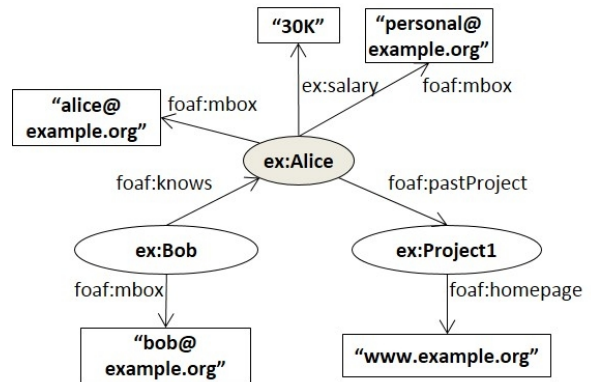 "30K"
"personal@
example.org"
ex:salary
foaf:mbox
"alice@
example.org"
foaf:mbox
ex:Alice
foaf:knows
foaf:pastProject
ex:Bob
ex:Project1
foaf:mbox
foaf:homepage
"bob@
example.org"
"www.example.org"